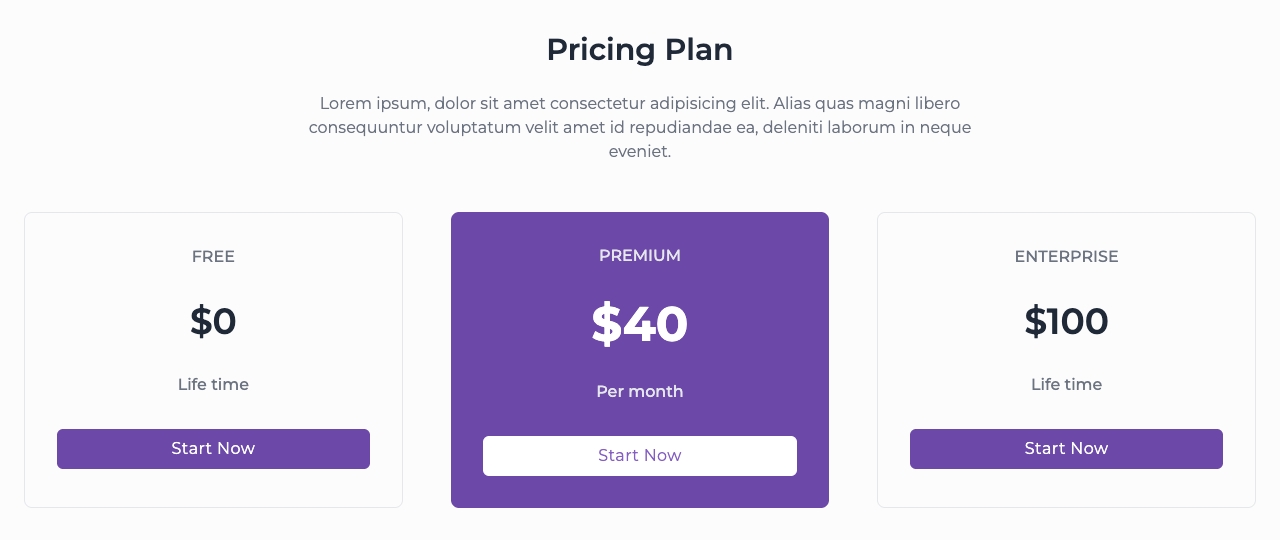 Pricing Plan
Lorem ipsum, dolor sit amet consectetur adipisicing elit. Alias quas magni libero
consequuntur voluptatum velit amet id repudiandae ea, deleniti laborum in neque
eveniet.
FREE
$0
Life time
Start Now
PREMIUM
$40
Per month
Start Now
ENTERPRISE
$100
Life time
Start Now